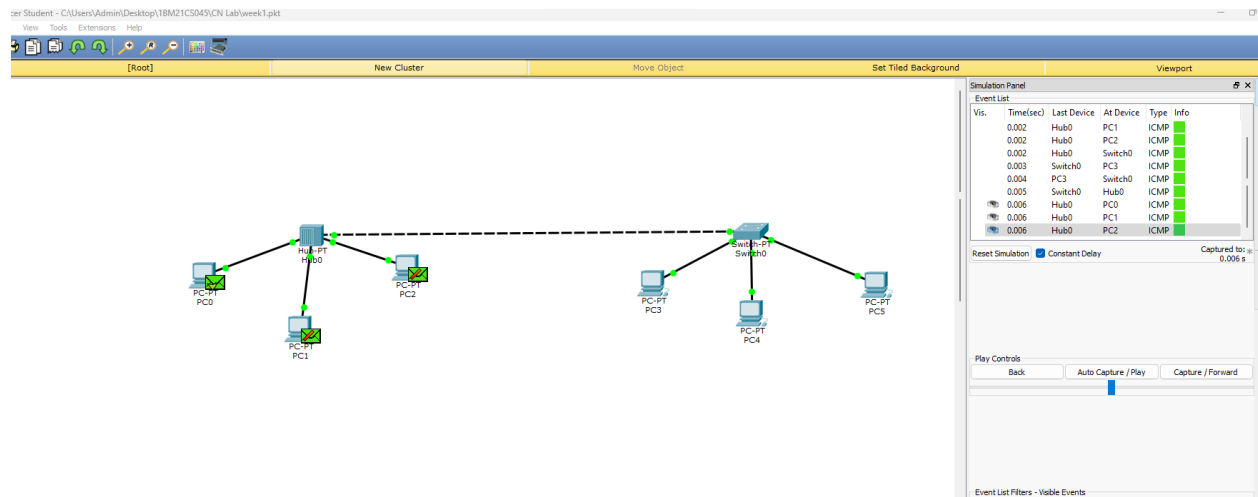 cer Student - C:\Users\Admin\Desktop\1BM21CS045\CN Lab\week1.pkt
View Tools Extensions Help
[Root] New Cluster Move Object Set Tiled Background Viewport
Simulation Panel
Event List
Vis. Time(sec) Last Device At Device Type Info
0.002 Hub0 PC1 ICMP
0.002 Hub0 PC2 ICMP
0.002 Hub0 Switch0 ICMP
0.003 Switch0 PC3 ICMP
0.004 PC3 Switch0 ICMP
0.005 Switch0 Hub0 ICMP
0.006 Hub0 PC0 ICMP
0.006 Hub0 PC1 ICMP
0.006 Hub0 PC2 ICMP
Reset Simulation Constant Delay Captured to: *
0.006 s
Hub-PT
Hub0
Switch-PT
Switch0
PC-PT
PC0
PC-PT
PC2
PC-PT
PC1
PC-PT
PC3
PC-PT
PC4
PC-PT
PC5
Play Controls
Back Auto Capture / Play Capture / Forward
Event List Filters - Visible Events